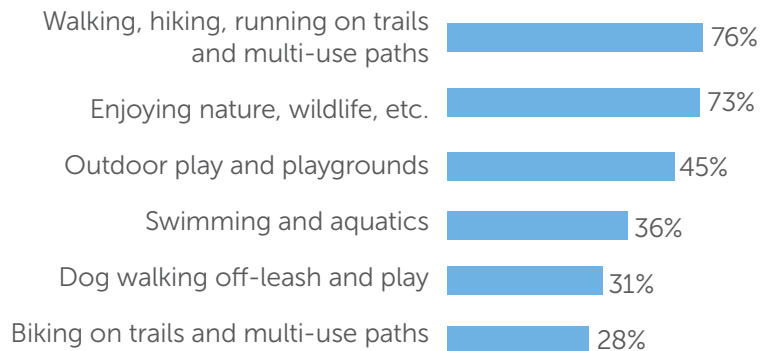 Walking, hiking, running on trails
and multi-use paths
76%
Enjoying nature, wildlife, etc.
73%
Outdoor play and playgrounds
45%
Swimming and aquatics
36%
Dog walking off-leash and play
31%
Biking on trails and multi-use paths
28%